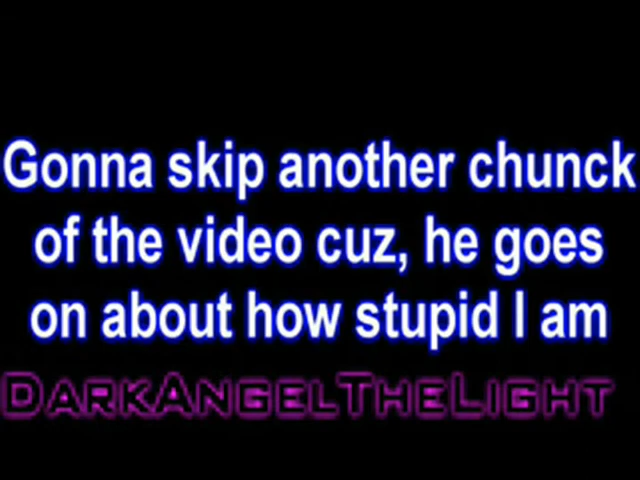 Gonna skip another chunck
of the video cuz, he goes
on about how stupid I am
DarkAngelTheLight